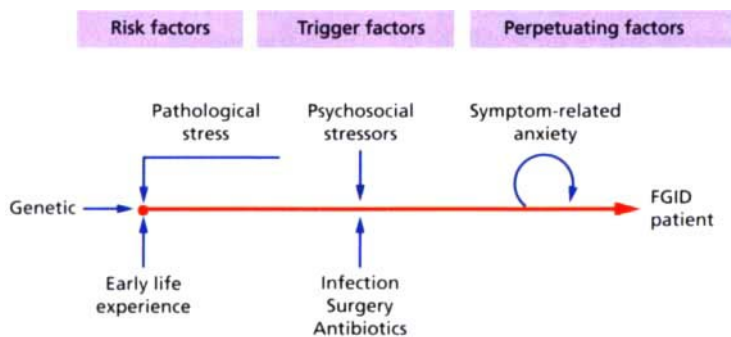 Risk factors
Trigger factors
Perpetuating factors
Pathological
stress
Psychosocial
stressors
Symptom-related
anxiety
Genetic
FGID
patient
Early life
experience
Infection
Surgery
Antibiotics